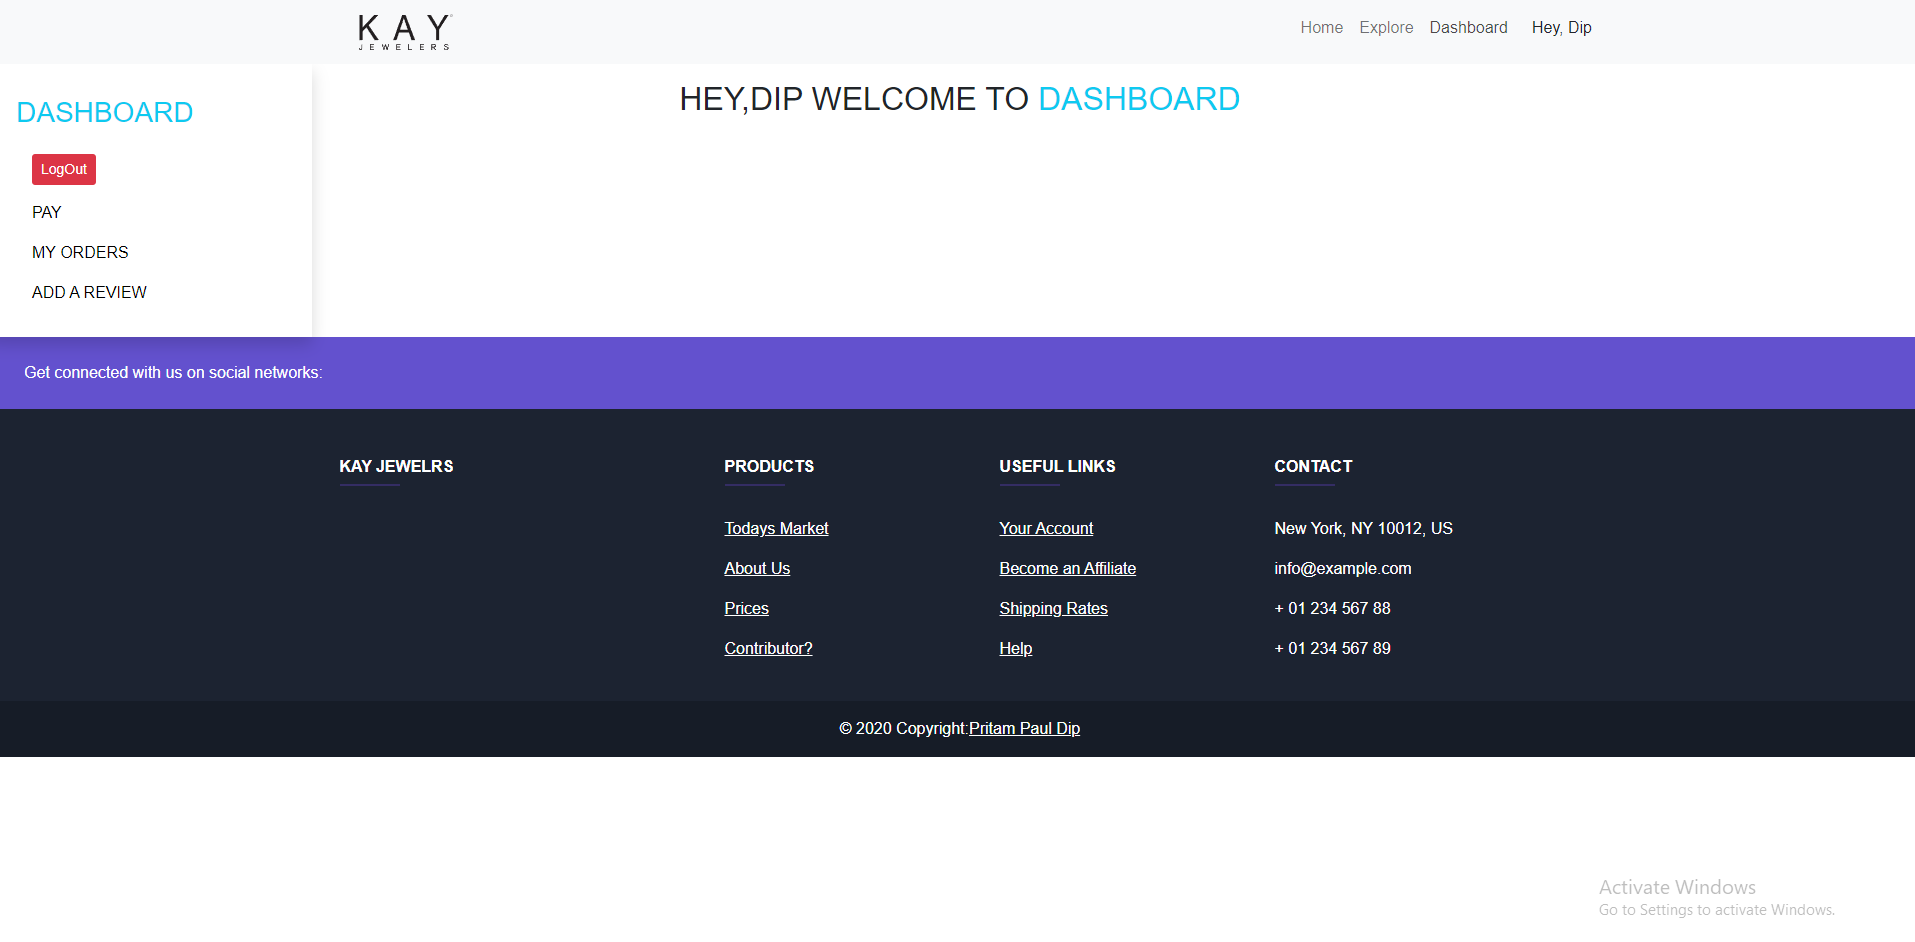 KAY
JEWELERS
Home Explore Dashboard Hey, Dip
DASHBOARD
LogOut
PAY
MY ORDERS
ADD A REVIEW
HEY,DIP WELCOME TO DASHBOARD
Get connected with us on social networks:
KAY JEWELRS
PRODUCTS
Todays Market
About Us
Prices
Contributor?
USEFUL LINKS
Your Account
Become an Affiliate
Shipping Rates
Help
CONTACT
New York, NY 10012, US
info@example.com
+ 01 234 567 88
+ 01 234 567 89
© 2020 Copyright:Pritam Paul Dip
Activate Windows
Go to Settings to activate Windows.